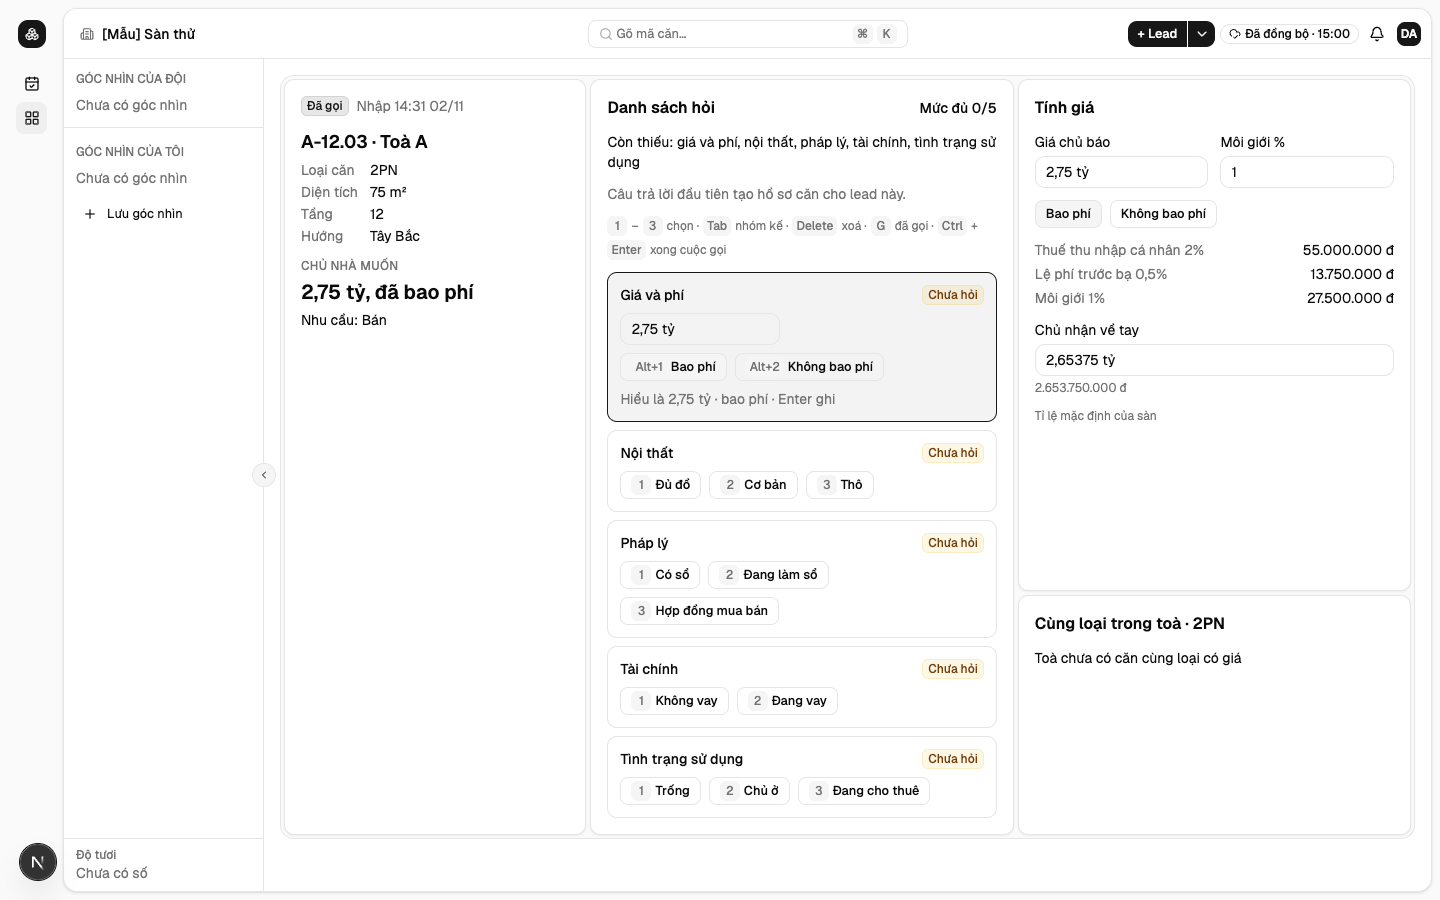 [Mẫu] Sàn thử
Gõ mã căn...
⌘ K
+ Lead
Đã đồng bộ · 15:00
DA
GÓC NHÌN CỦA ĐỘI
Chưa có góc nhìn
GÓC NHÌN CỦA TÔI
Chưa có góc nhìn
Lưu góc nhìn
Độ tươi
Chưa có số
N
Đã gọi Nhập 14:31 02/11
A-12.03 · Toà A
Loại căn 2PN
Diện tích 75 m²
Tầng 12
Hướng Tây Bắc
CHỦ NHÀ MUỐN
2,75 tỷ, đã bao phí
Nhu cầu: Bán
Danh sách hỏi Mức đủ 0/5
Còn thiếu: giá và phí, nội thất, pháp lý, tài chính, tình trạng sử
dụng
Câu trả lời đầu tiên tạo hồ sơ căn cho lead này.
1 – 3 chọn · Tab nhóm kế · Delete xoá · G đã gọi · Ctrl +
Enter xong cuộc gọi
Giá và phí Chưa hỏi
2,75 tỷ
Alt+1 Bao phí Alt+2 Không bao phí
Hiểu là 2,75 tỷ · bao phí · Enter ghi
Nội thất Chưa hỏi
1 Đủ đồ 2 Cơ bản 3 Thô
Pháp lý Chưa hỏi
1 Có sổ 2 Đang làm sổ
3 Hợp đồng mua bán
Tài chính Chưa hỏi
1 Không vay 2 Đang vay
Tình trạng sử dụng Chưa hỏi
1 Trống 2 Chủ ở 3 Đang cho thuê
Tính giá
Giá chủ báo Môi giới %
2,75 tỷ 1
Bao phí Không bao phí
Thuế thu nhập cá nhân 2% 55.000.000 đ
Lệ phí trước bạ 0,5% 13.750.000 đ
Môi giới 1% 27.500.000 đ
Chủ nhận về tay
2,65375 tỷ
2.653.750.000 đ
Tỉ lệ mặc định của sàn
Cùng loại trong toà · 2PN
Toà chưa có căn cùng loại có giá